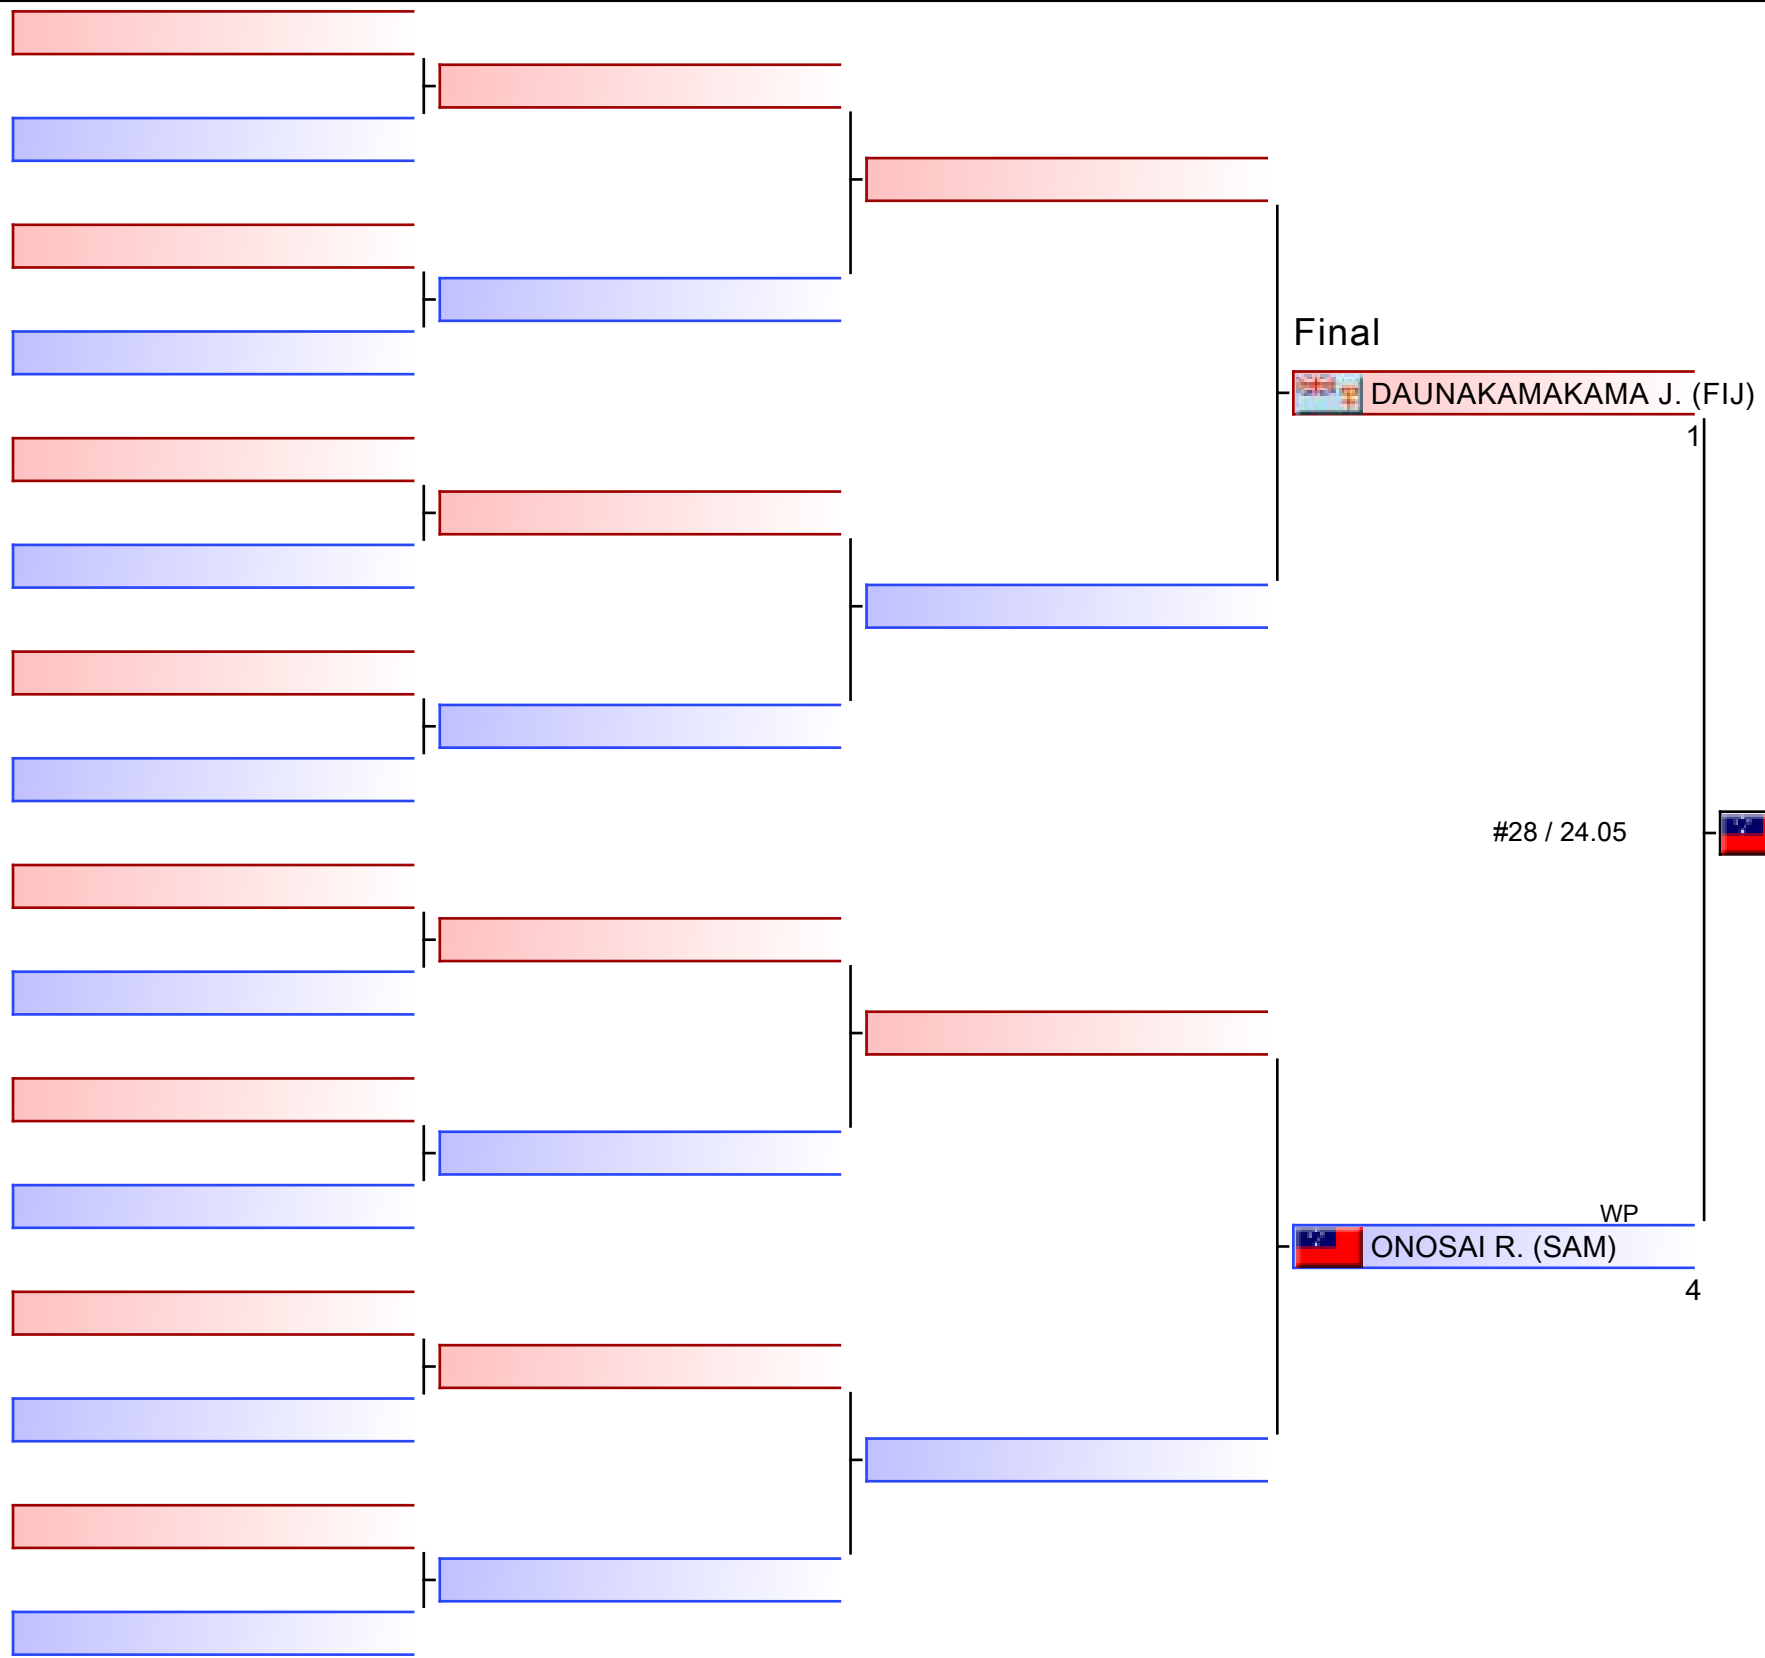 Final
DAUNAKAMAKAMA J. (FIJ)
1
#28 / 24.05
WP
ONOSAI R. (SAM)
4